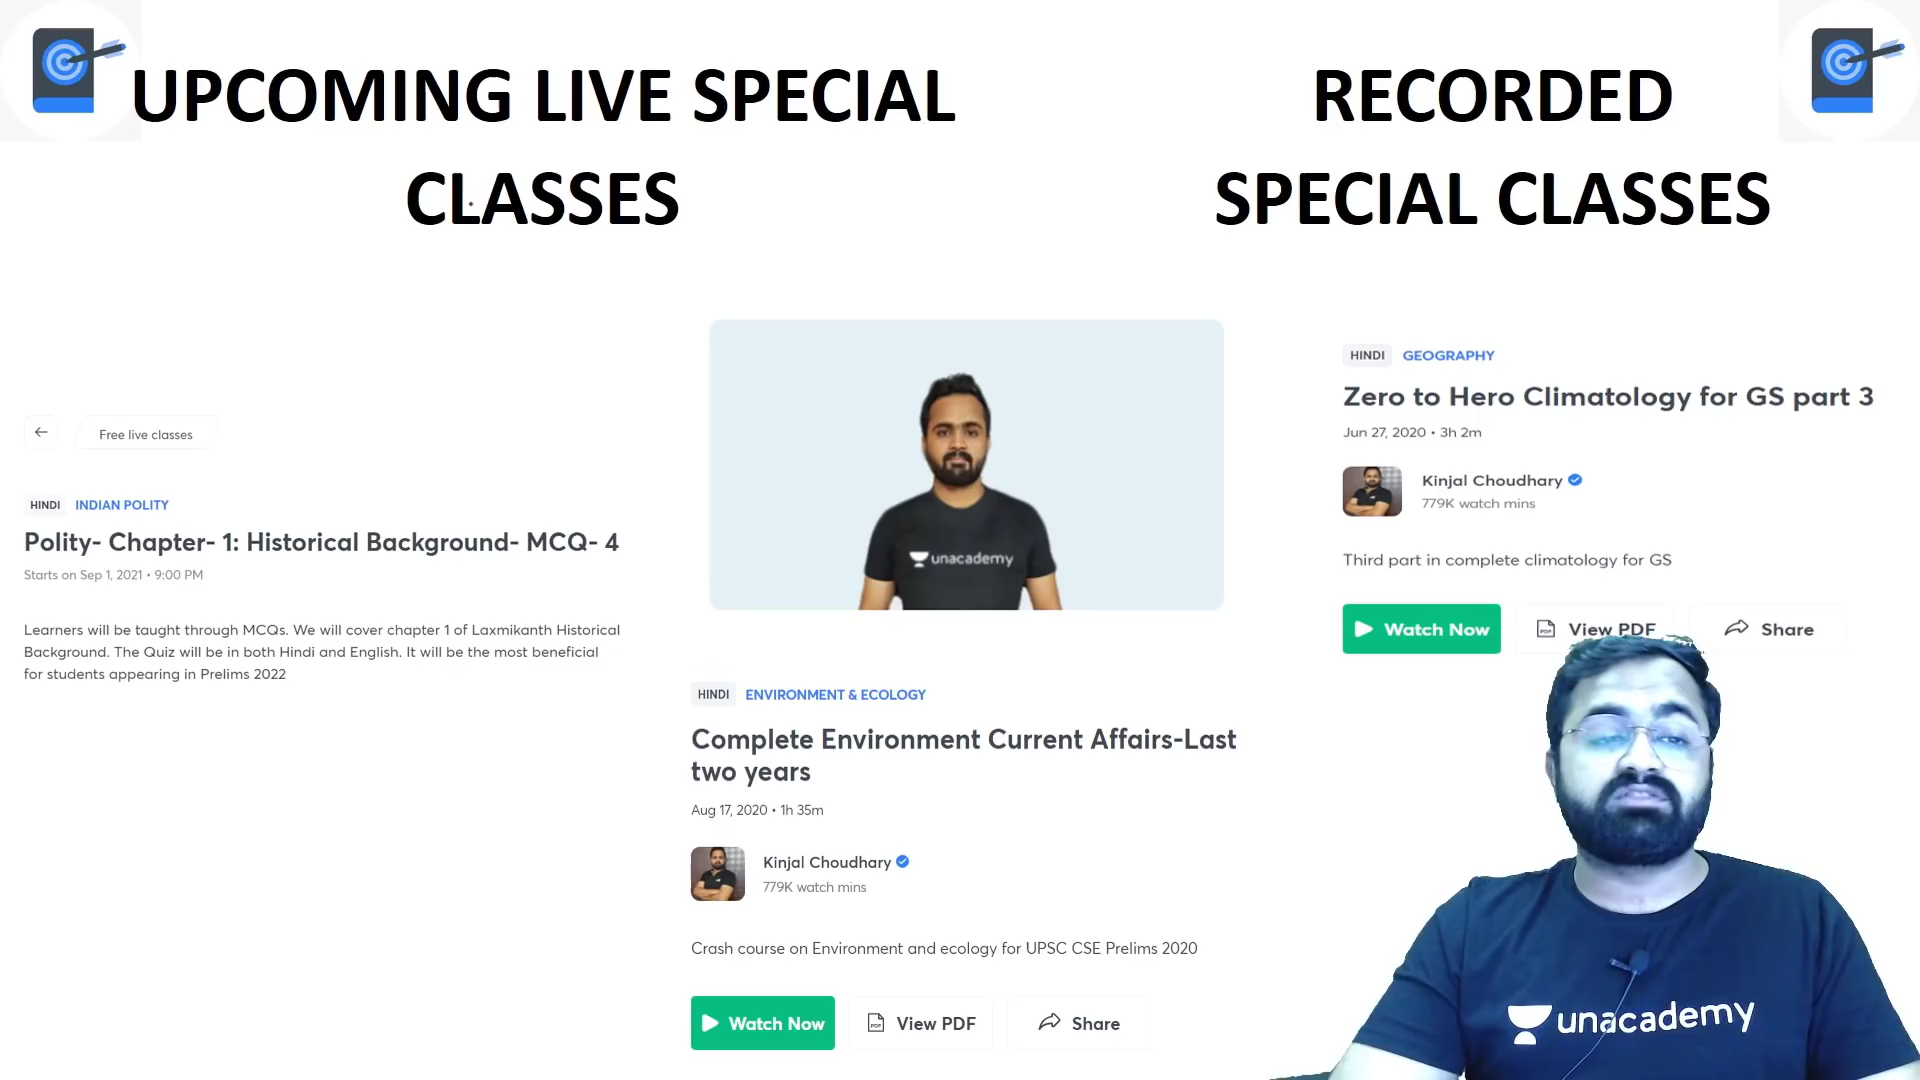 UPCOMING LIVE SPECIAL
CLASSES
RECORDED
SPECIAL CLASSES
Free live classes
HINDI INDIAN POLITY
Polity- Chapter- 1: Historical Background- MCQ- 4
Starts on Sep 1, 2021 • 9:00 PM
Learners will be taught through MCQs. We will cover chapter 1 of Laxmikanth Historical
Background. The Quiz will be in both Hindi and English. It will be the most beneficial
for students appearing in Prelims 2022
unacademy
HINDI ENVIRONMENT & ECOLOGY
Complete Environment Current Affairs-Last
two years
Aug 17, 2020 • 1h 35m
Kinjal Choudhary
779K watch mins
Crash course on Environment and ecology for UPSC CSE Prelims 2020
Watch Now
View PDF
Share
HINDI GEOGRAPHY
Zero to Hero Climatology for GS part 3
Jun 27, 2020 • 3h 2m
Kinjal Choudhary
779K watch mins
Third part in complete climatology for GS
Watch Now
View PDF
Share
unacademy